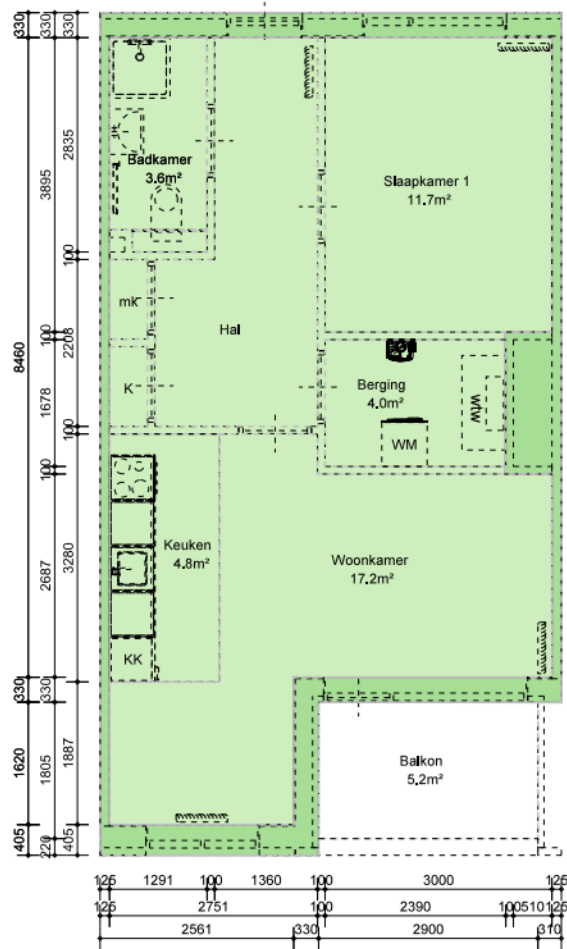 Badkamer
3.6m²
Slaapkamer 1
11.7m²
mk
Hal
K
Berging
4.0m²
WM
WTW
Keuken
4.8m²
Woonkamer
17.2m²
KK
Balkon
5.2m²
330
8460
1620
405
330
3895
100
1678
100
2687
330
1805
220
330
2835
100
2208
100
3280
1887
405
125 1291 100 1360 100 3000 125
125 2751 100 2390 100 510 125
2561 330 2900 310